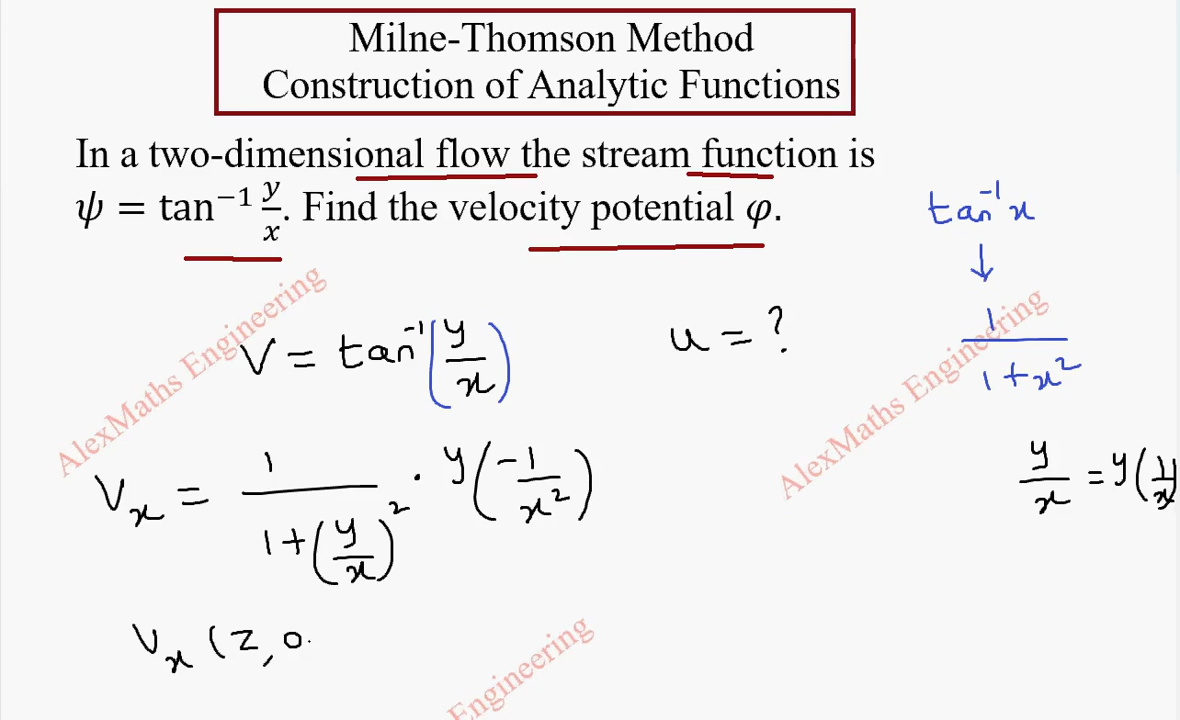 Milne-Thomson Method
Construction of Analytic Functions
In a two-dimensional flow the stream function is
ψ = tan⁻¹ y/x. Find the velocity potential φ.
tan⁻¹x
↓
1/(1+x²)
V = tan⁻¹(y/x)
u = ?
y/x = y(1/x)
Vx = 1/(1+(y/x)²) · y(-1/x²)
Vx (z, 0
AlexMaths Engineering
AlexMaths Engineering
Engineering